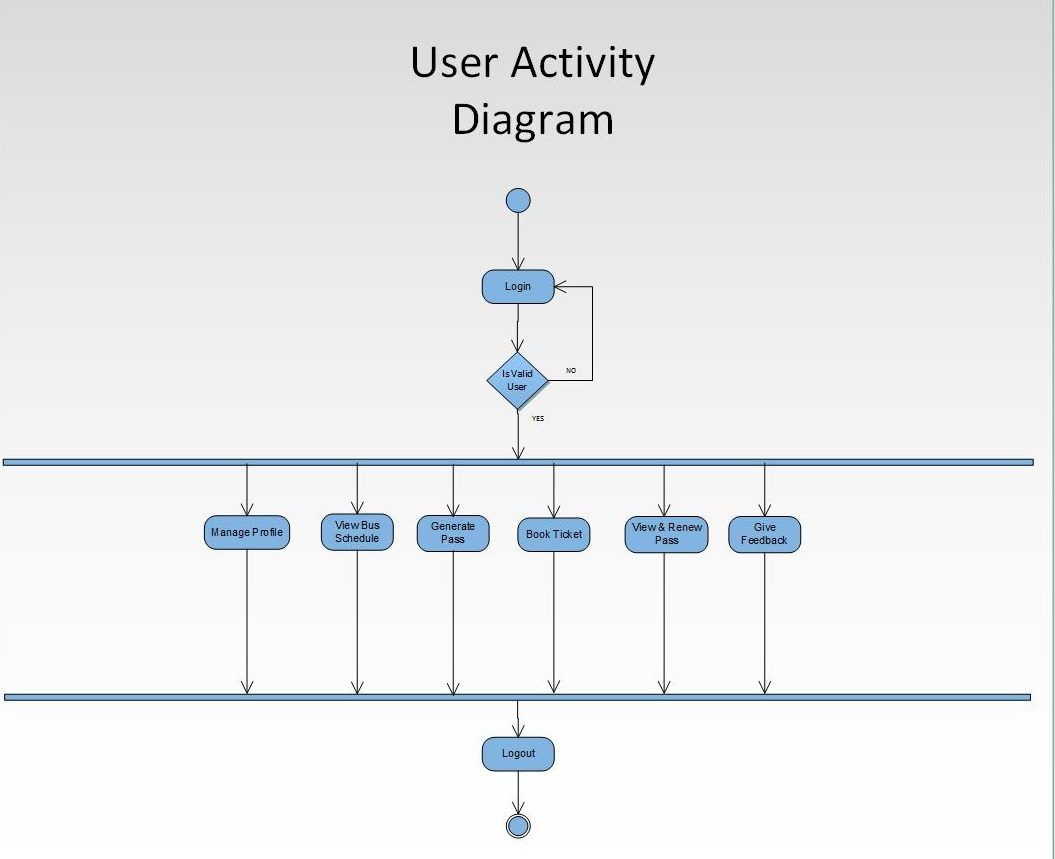 User Activity
Diagram
Login
Is Valid
User
NO
YES
Manage Profile
View Bus
Schedule
Generate
Pass
Book Ticket
View & Renew
Pass
Give
Feedback
Logout